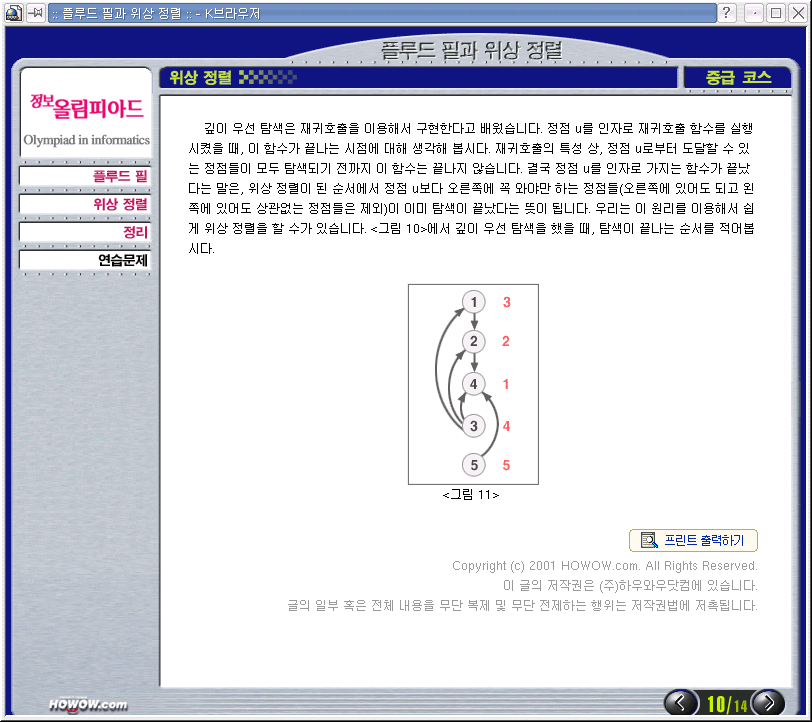 :: 플루드 필과 위상 정렬 :: - K브라우저
플루드 필과 위상 정렬
위상 정렬
중급 코스
정보올림피아드
Olympiad in informatics
플루드 필
위상 정렬
정리
연습문제
깊이 우선 탐색은 재귀호출을 이용해서 구현한다고 배웠습니다. 정점 u를 인자로 재귀호출 함수를 실행
시켰을 때, 이 함수가 끝나는 시점에 대해 생각해 봅시다. 재귀호출의 특성 상, 정점 u로부터 도달할 수 있
는 정점들이 모두 탐색되기 전까지 이 함수는 끝나지 않습니다. 결국 정점 u를 인자로 가지는 함수가 끝났
다는 말은, 위상 정렬이 된 순서에서 정점 u보다 오른쪽에 꼭 와야만 하는 정점들(오른쪽에 있어도 되고 왼
쪽에 있어도 상관없는 정점들은 제외)이 이미 탐색이 끝났다는 뜻이 됩니다. 우리는 이 원리를 이용해서 쉽
게 위상 정렬을 할 수가 있습니다. <그림 10>에서 깊이 우선 탐색을 했을 때, 탐색이 끝나는 순서를 적어봅
시다.
1 3
2 2
4 1
3 4
5 5
<그림 11>
프린트 출력하기
Copyright (c) 2001 HOWOW.com. All Rights Reserved.
이 글의 저작권은 (주)하우와우닷컴에 있습니다.
글의 일부 혹은 전체 내용을 무단 복제 및 무단 전제하는 행위는 저작권법에 저촉됩니다.
HOWOW.com
10/14